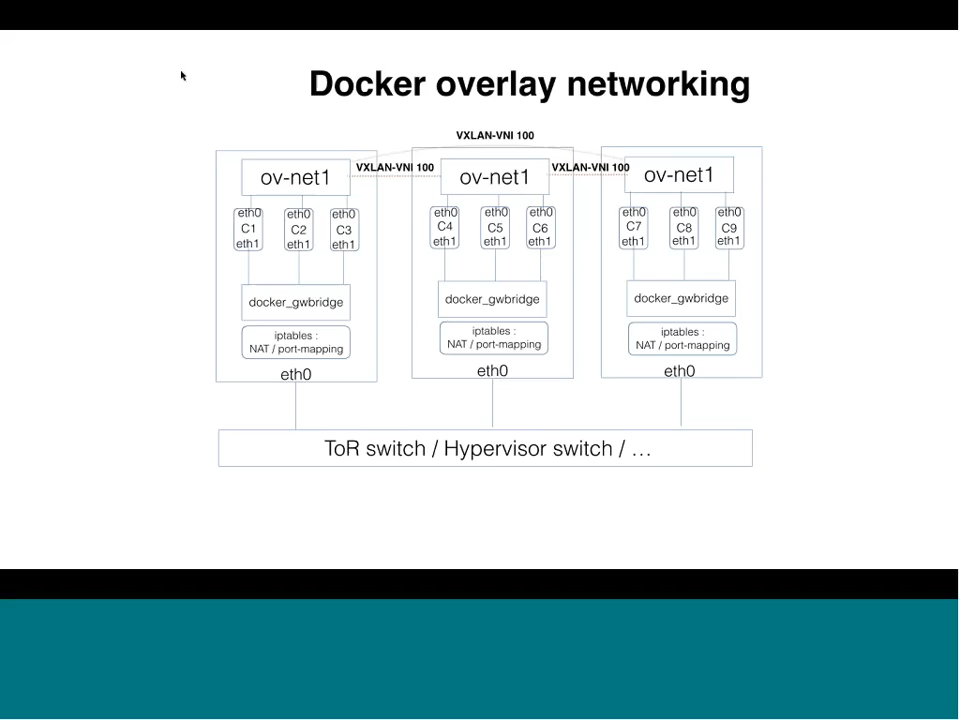 Docker overlay networking
VXLAN-VNI 100
VXLAN-VNI 100
VXLAN-VNI 100
ov-net1
ov-net1
ov-net1
eth0
C1
eth1
eth0
C2
eth1
eth0
C3
eth1
eth0
C4
eth1
eth0
C5
eth1
eth0
C6
eth1
eth0
C7
eth1
eth0
C8
eth1
eth0
C9
eth1
docker_gwbridge
docker_gwbridge
docker_gwbridge
iptables :
NAT / port-mapping
iptables :
NAT / port-mapping
iptables :
NAT / port-mapping
eth0
eth0
eth0
ToR switch / Hypervisor switch / …